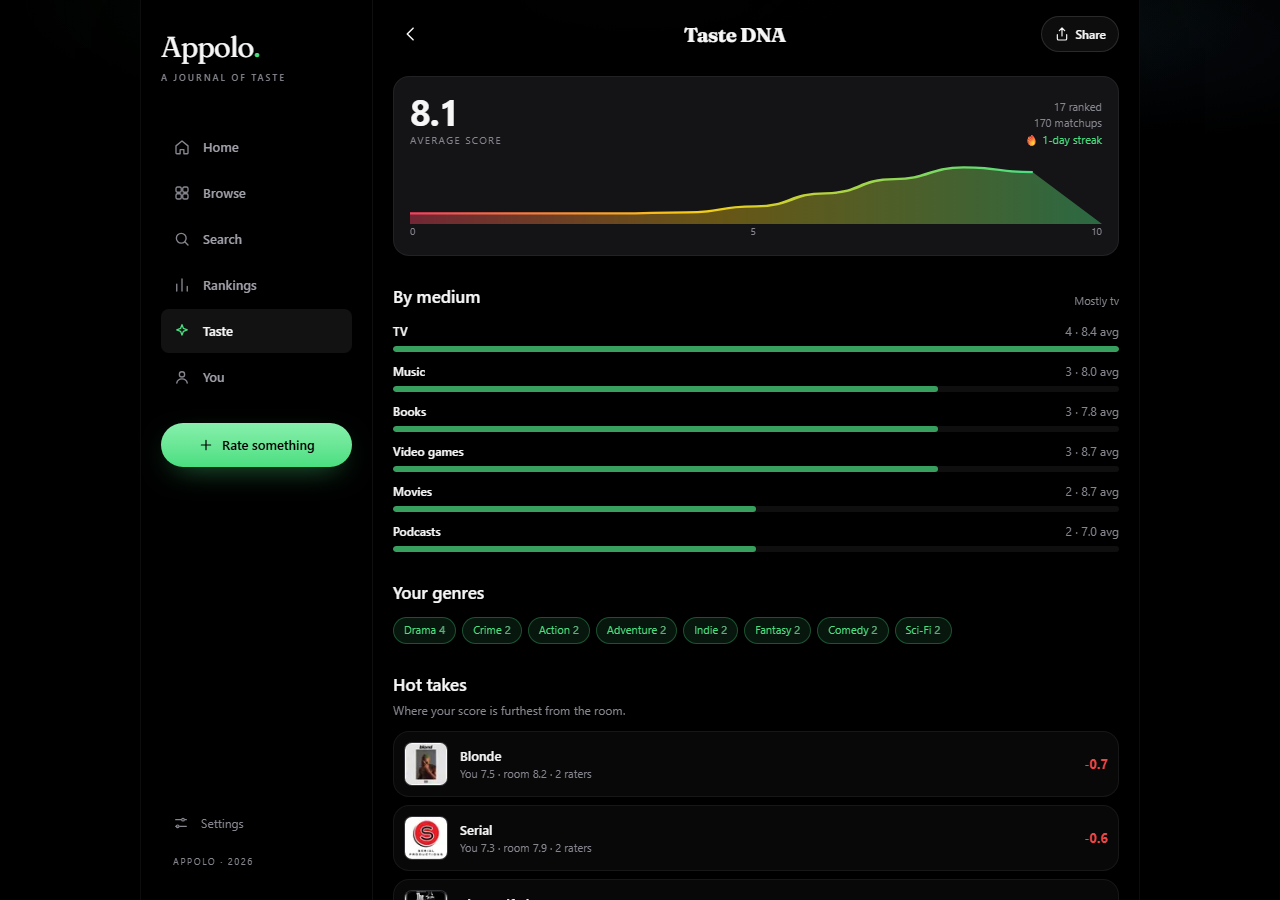 Appolo.
A JOURNAL OF TASTE
Home
Browse
Search
Rankings
Taste
You
+ Rate something
Settings
APPOLO · 2026
Taste DNA
Share
8.1
AVERAGE SCORE
17 ranked
170 matchups
🔥 1-day streak
0 5 10
By medium
Mostly tv
TV 4 · 8.4 avg
Music 3 · 8.0 avg
Books 3 · 7.8 avg
Video games 3 · 8.7 avg
Movies 2 · 8.7 avg
Podcasts 2 · 7.0 avg
Your genres
Drama 4 Crime 2 Action 2 Adventure 2 Indie 2 Fantasy 2 Comedy 2 Sci-Fi 2
Hot takes
Where your score is furthest from the room.
blond
Blonde
You 7.5 · room 8.2 · 2 raters
-0.7
S
SERIAL
PRODUCTIONS
Serial
You 7.3 · room 7.9 · 2 raters
-0.6